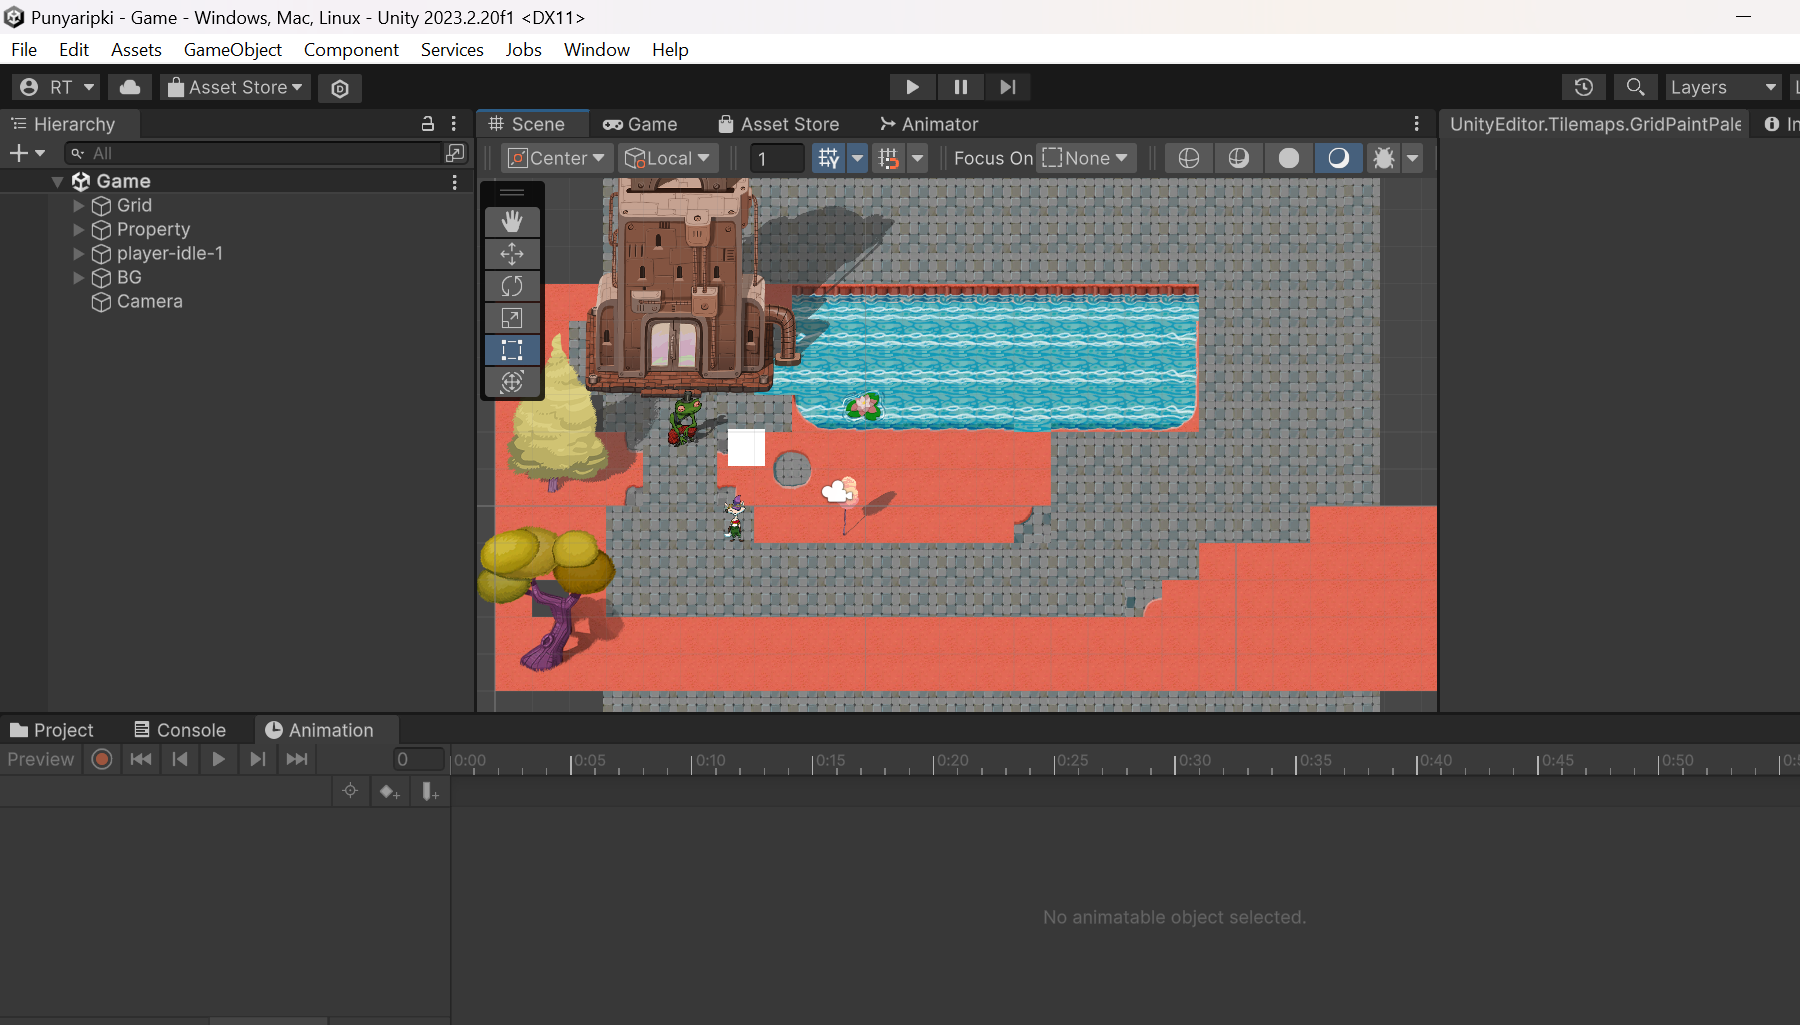 Punyaripki - Game - Windows, Mac, Linux - Unity 2023.2.20f1 <DX11>
File Edit Assets GameObject Component Services Jobs Window Help
RT Asset Store Layers L
Hierarchy Scene Game Asset Store Animator UnityEditor.Tilemaps.GridPaintPale In
All Center Local 1 Focus On None
Game
Grid
Property
player-idle-1
BG
Camera
Project Console Animation
Preview 0 0:00 0:05 0:10 0:15 0:20 0:25 0:30 0:35 0:40 0:45 0:50 0:5
No animatable object selected.